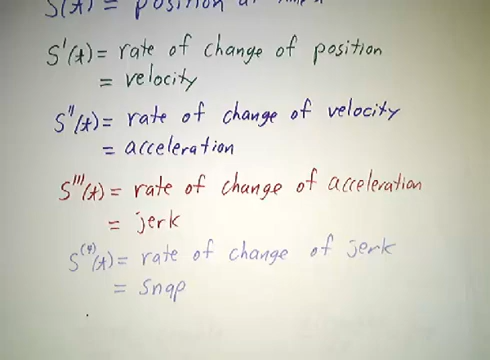 S(t) = position at
S'(t) = rate of change of position
= velocity
S''(t) = rate of change of velocity
= acceleration
S'''(t) = rate of change of acceleration
= jerk
S⁽⁴⁾(t) = rate of change of jerk
= snap